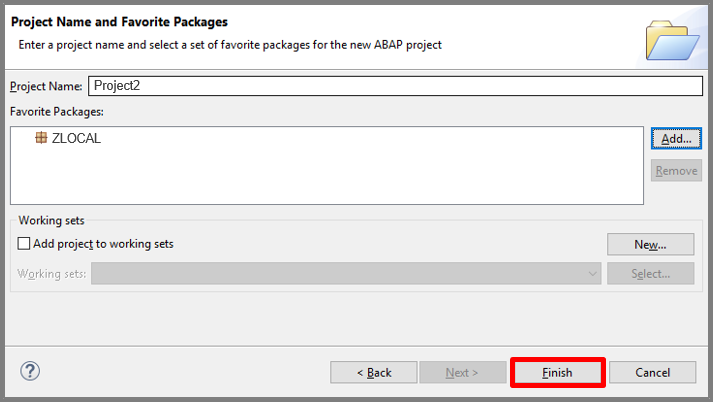 Project Name and Favorite Packages
Enter a project name and select a set of favorite packages for the new ABAP project
Project Name: Project2
Favorite Packages:
ZLOCAL
Add...
Remove
Working sets
Add project to working sets
New...
Working sets:
Select...
? < Back Next > Finish Cancel